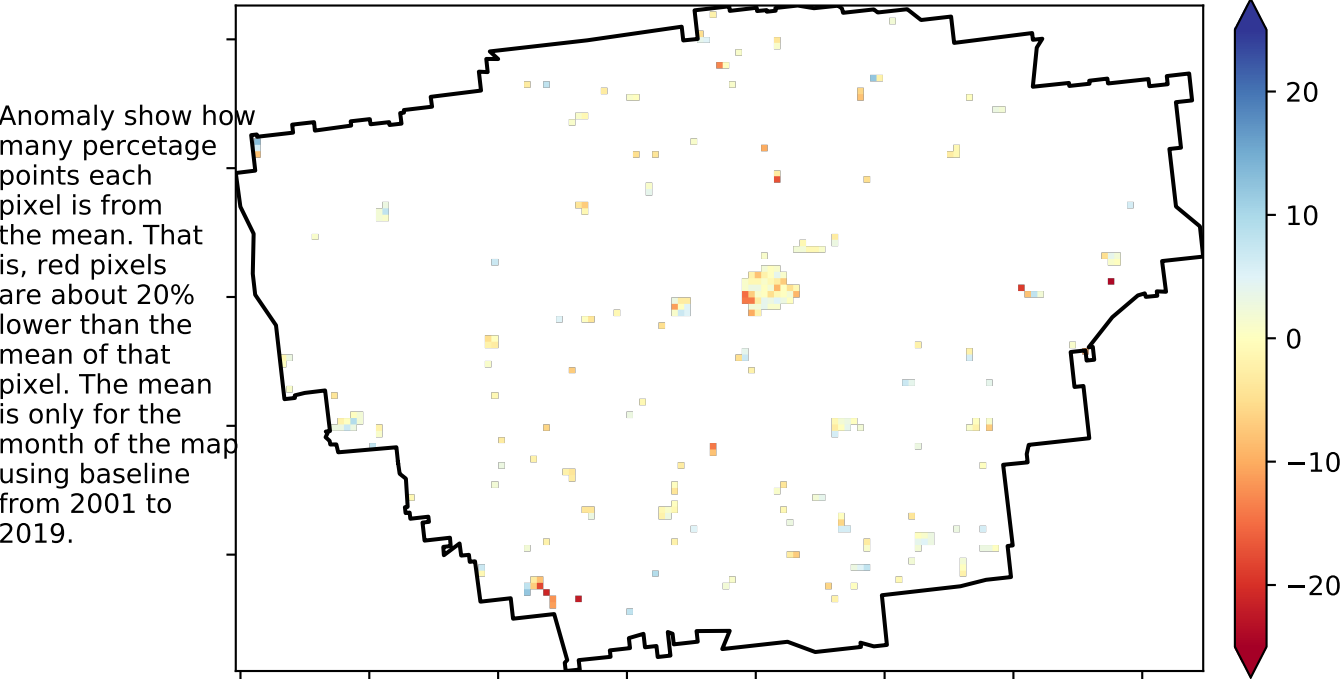 Anomaly show how
many percetage
points each
pixel is from
the mean. That
is, red pixels
are about 20%
lower than the
mean of that
pixel. The mean
is only for the
month of the map
using baseline
from 2001 to
2019.
20
10
0
−10
−20